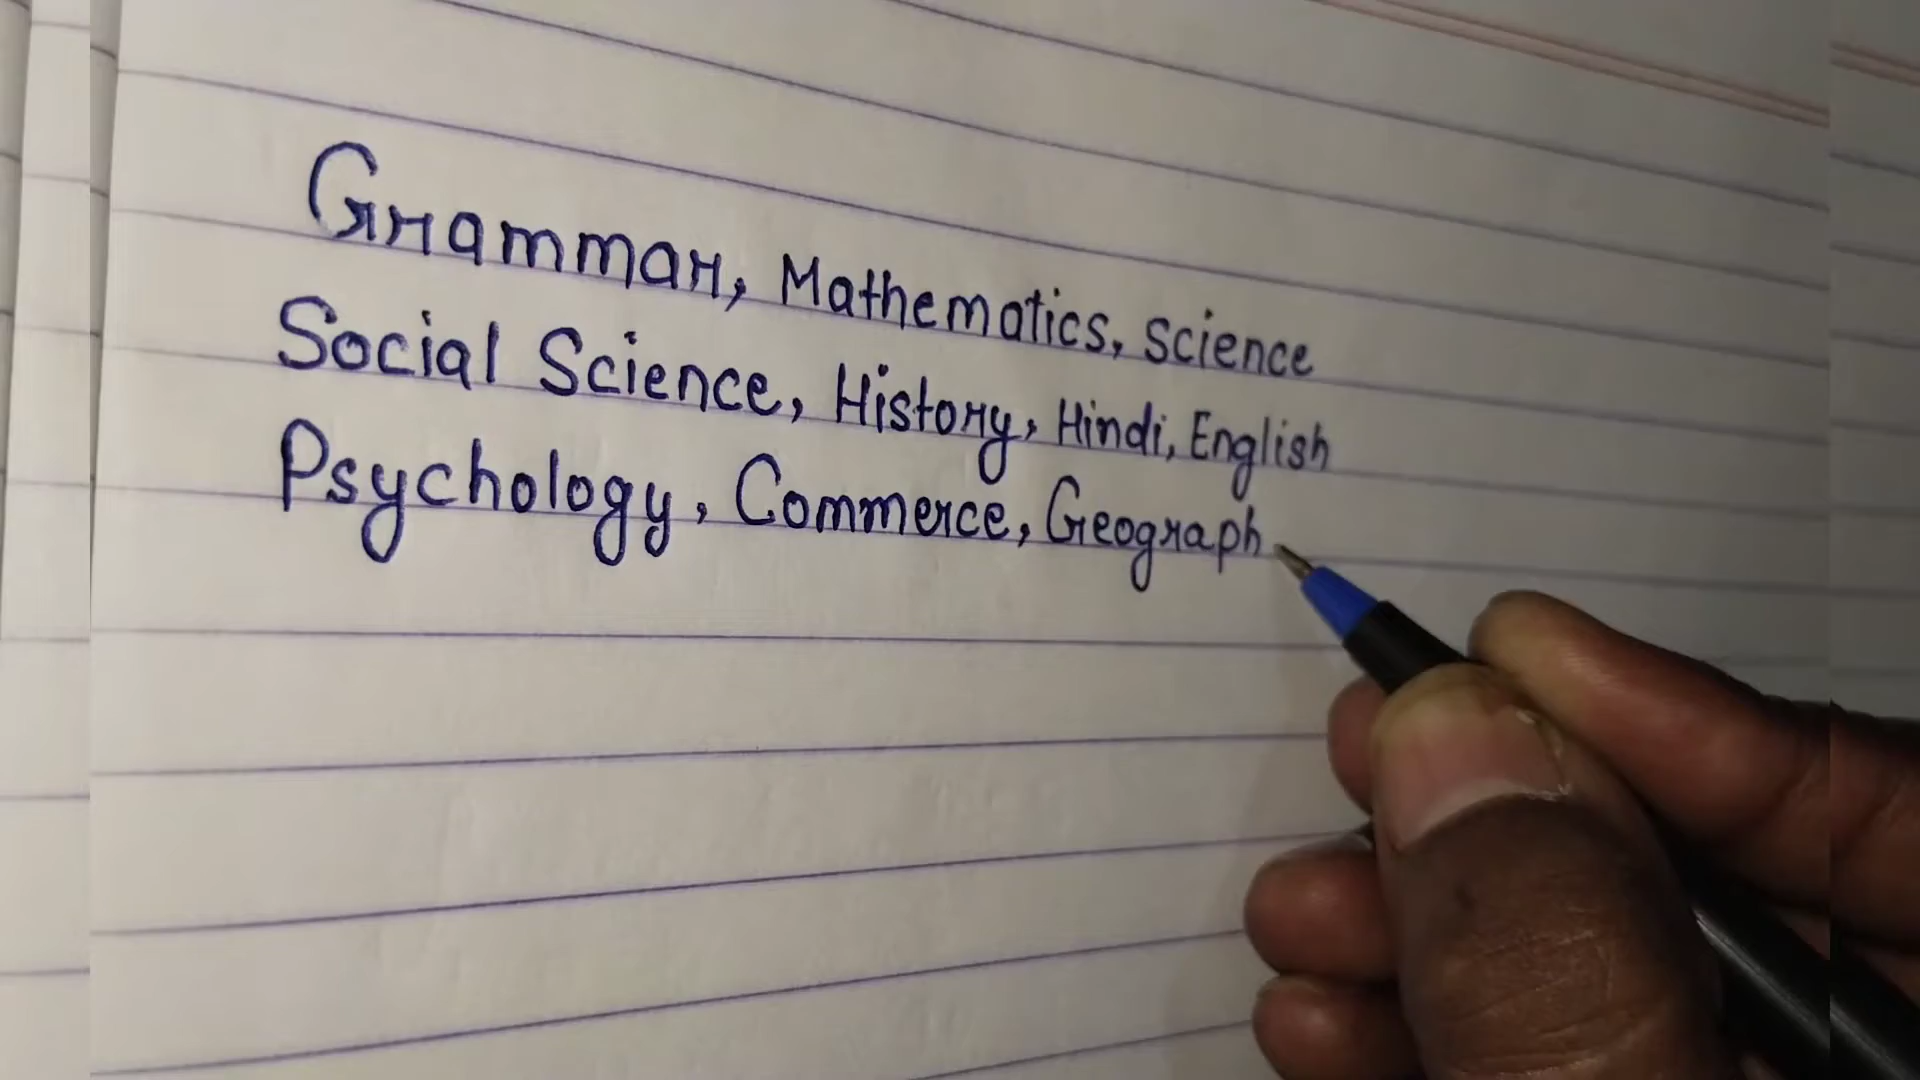 Grammar, Mathematics, Science
Social Science, History, Hindi, English
Psychology, Commerce, Geograph